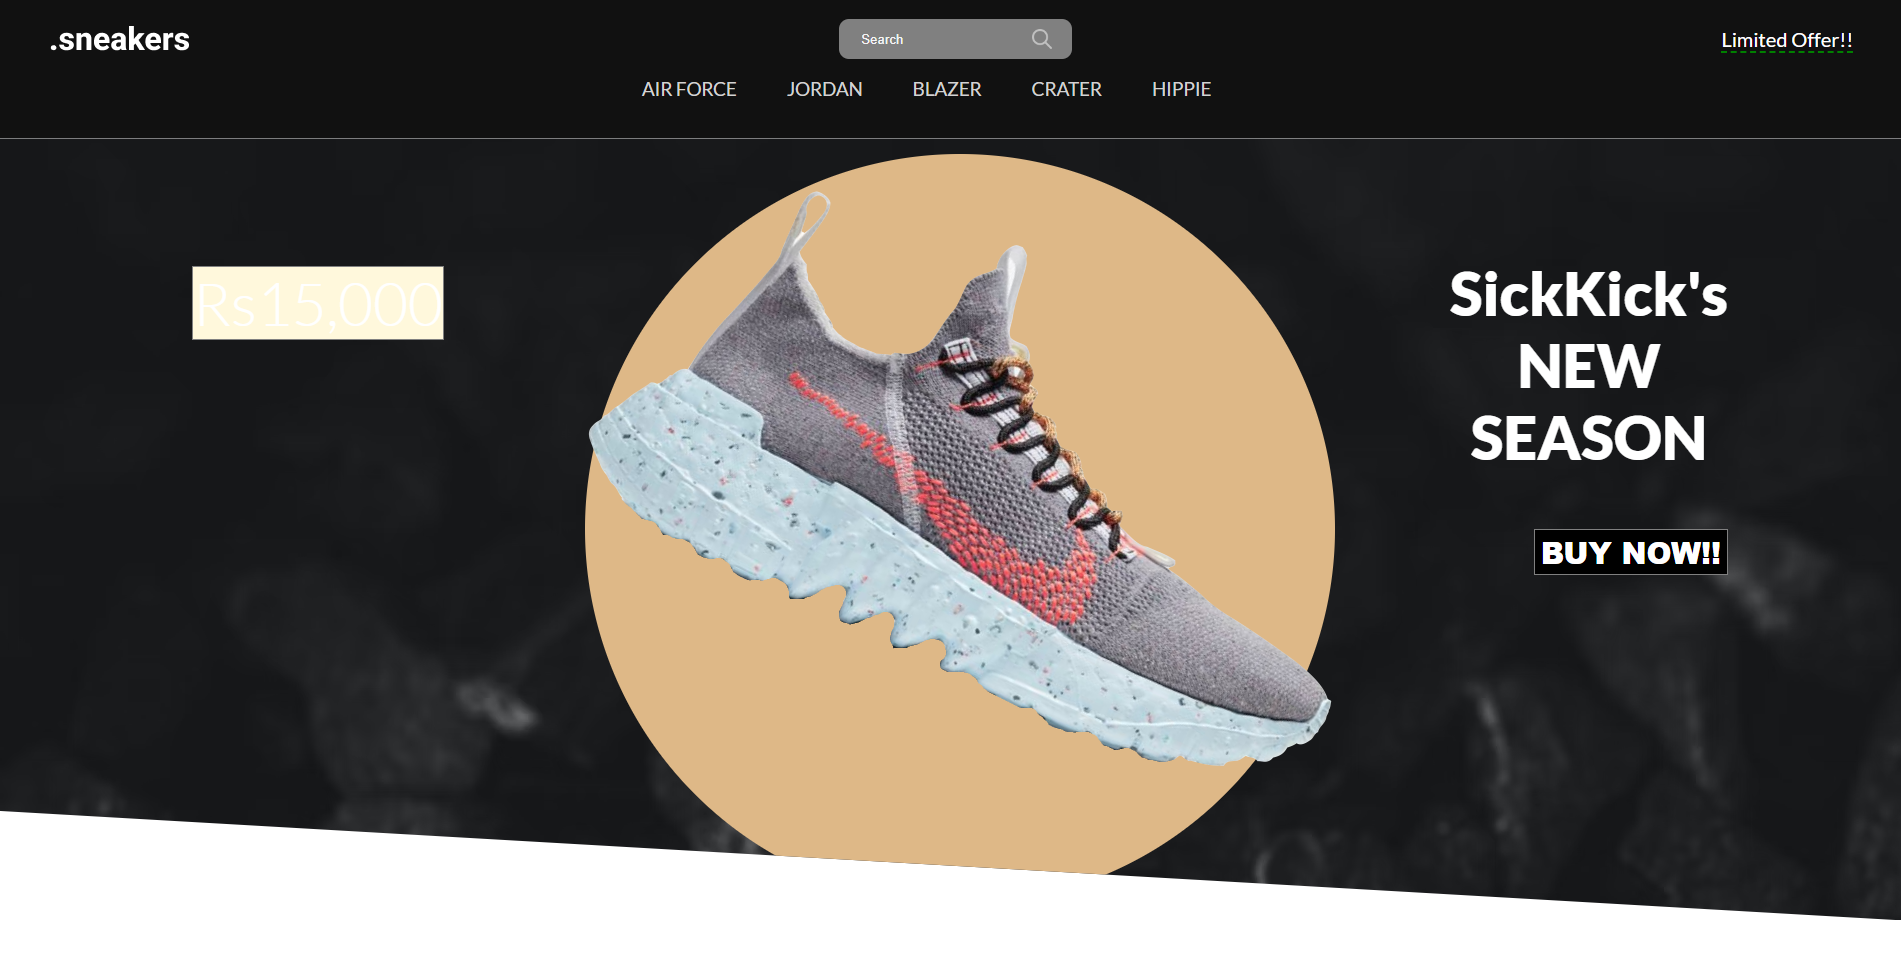 .sneakers
Search
Limited Offer!!
AIR FORCE
JORDAN
BLAZER
CRATER
HIPPIE
Rs15,000
SickKick's
NEW
SEASON
BUY NOW!!